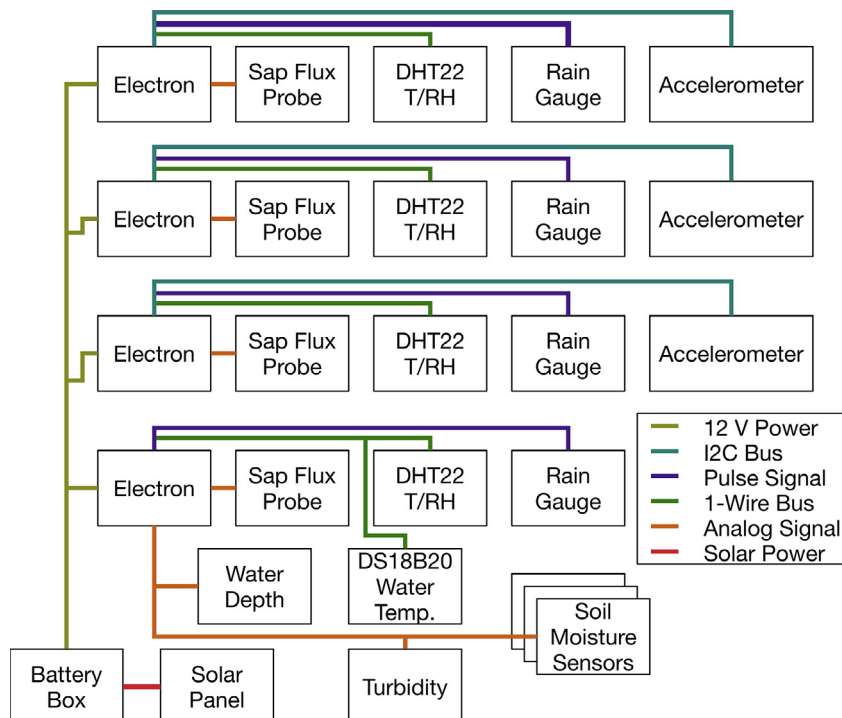 Electron
Sap Flux
Probe
DHT22
T/RH
Rain
Gauge
Accelerometer
Electron
Sap Flux
Probe
DHT22
T/RH
Rain
Gauge
Accelerometer
Electron
Sap Flux
Probe
DHT22
T/RH
Rain
Gauge
Accelerometer
Electron
Sap Flux
Probe
DHT22
T/RH
Rain
Gauge
12 V Power
I2C Bus
Pulse Signal
1-Wire Bus
Analog Signal
Solar Power
Water
Depth
DS18B20
Water
Temp.
Soil
Moisture
Sensors
Battery
Box
Solar
Panel
Turbidity